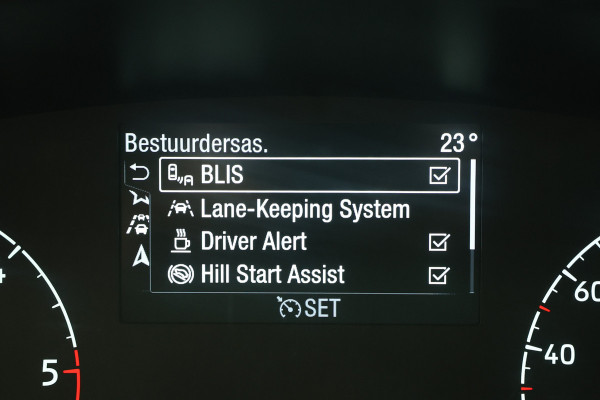 Bestuurdersas. 23°
BLIS
Lane-Keeping System
Driver Alert
Hill Start Assist
SET
5
60
40